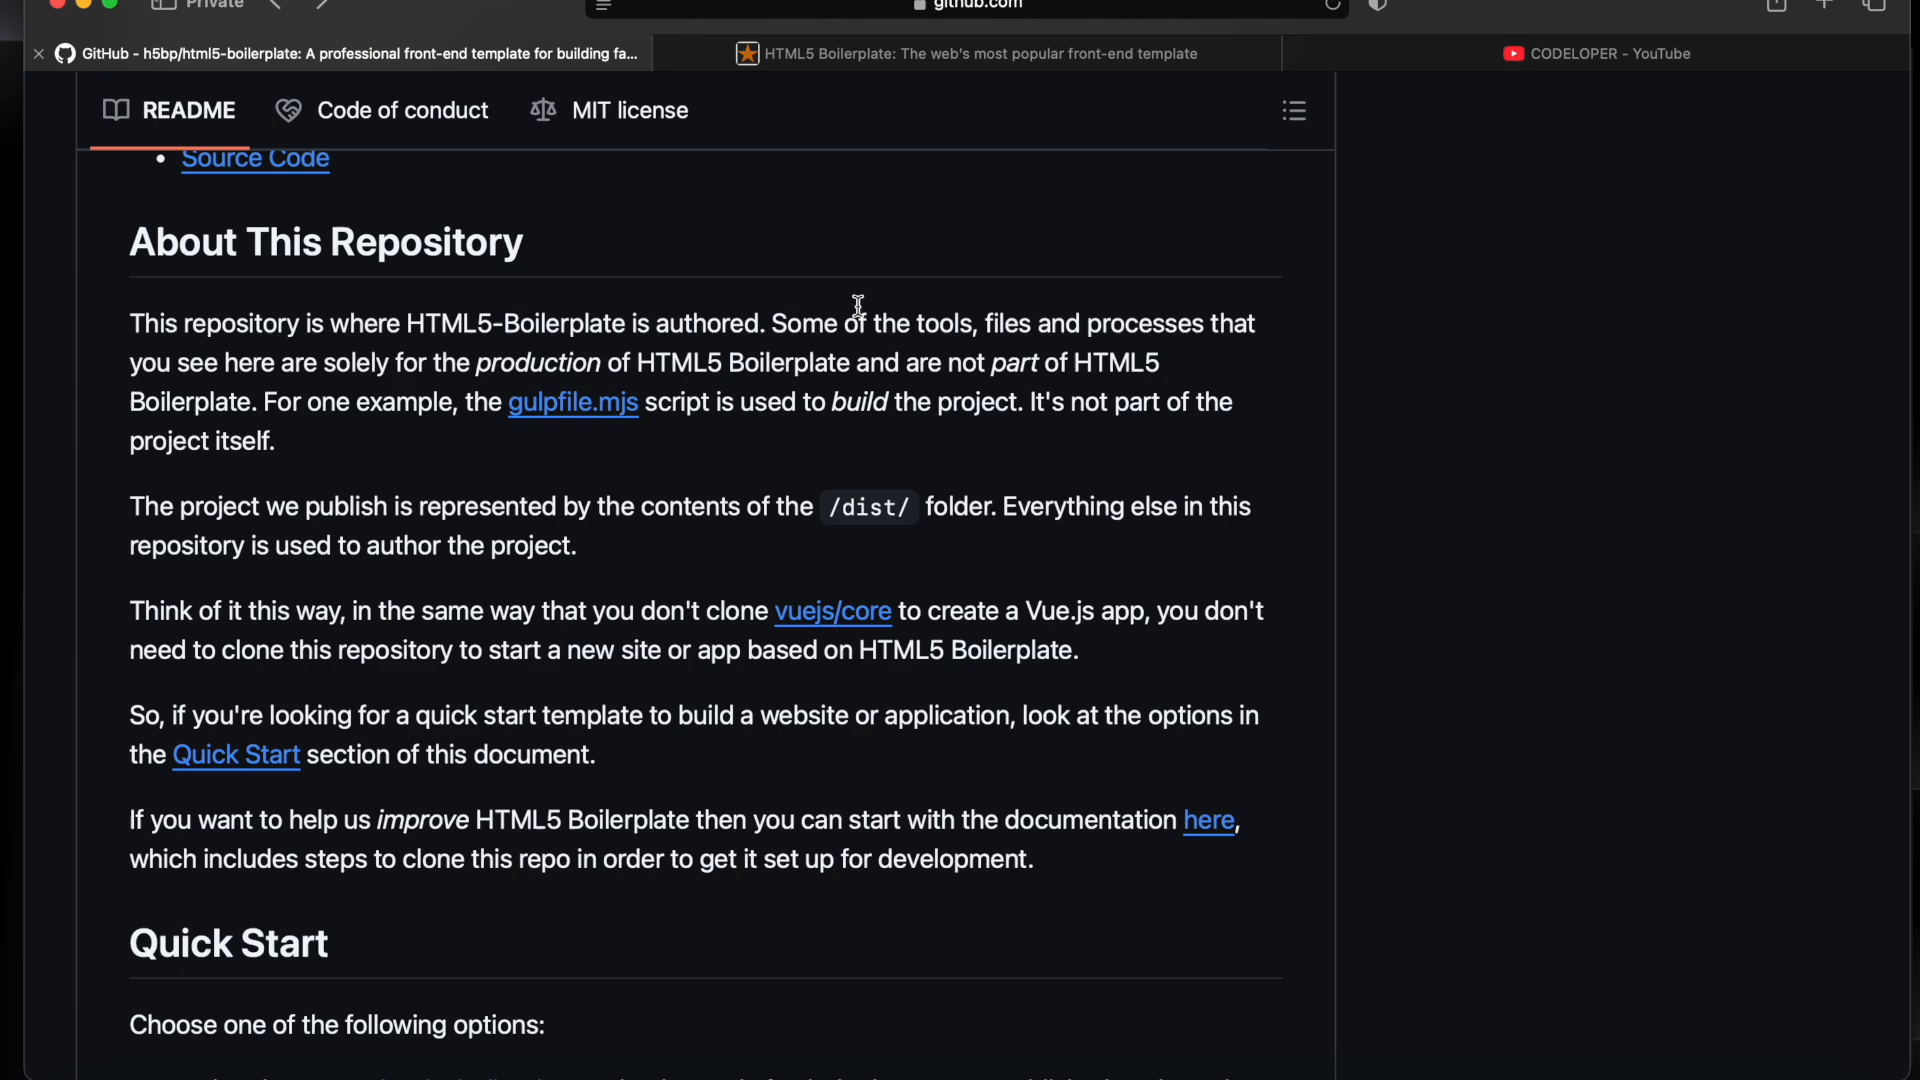 Private
github.com
GitHub - h5bp/html5-boilerplate: A professional front-end template for building fa...
HTML5 Boilerplate: The web's most popular front-end template
CODELOPER - YouTube
README
Code of conduct
MIT license
• Source Code
About This Repository
This repository is where HTML5-Boilerplate is authored. Some of the tools, files and processes that
you see here are solely for the production of HTML5 Boilerplate and are not part of HTML5
Boilerplate. For one example, the gulpfile.mjs script is used to build the project. It's not part of the
project itself.
The project we publish is represented by the contents of the /dist/ folder. Everything else in this
repository is used to author the project.
Think of it this way, in the same way that you don't clone vuejs/core to create a Vue.js app, you don't
need to clone this repository to start a new site or app based on HTML5 Boilerplate.
So, if you're looking for a quick start template to build a website or application, look at the options in
the Quick Start section of this document.
If you want to help us improve HTML5 Boilerplate then you can start with the documentation here,
which includes steps to clone this repo in order to get it set up for development.
Quick Start
Choose one of the following options: